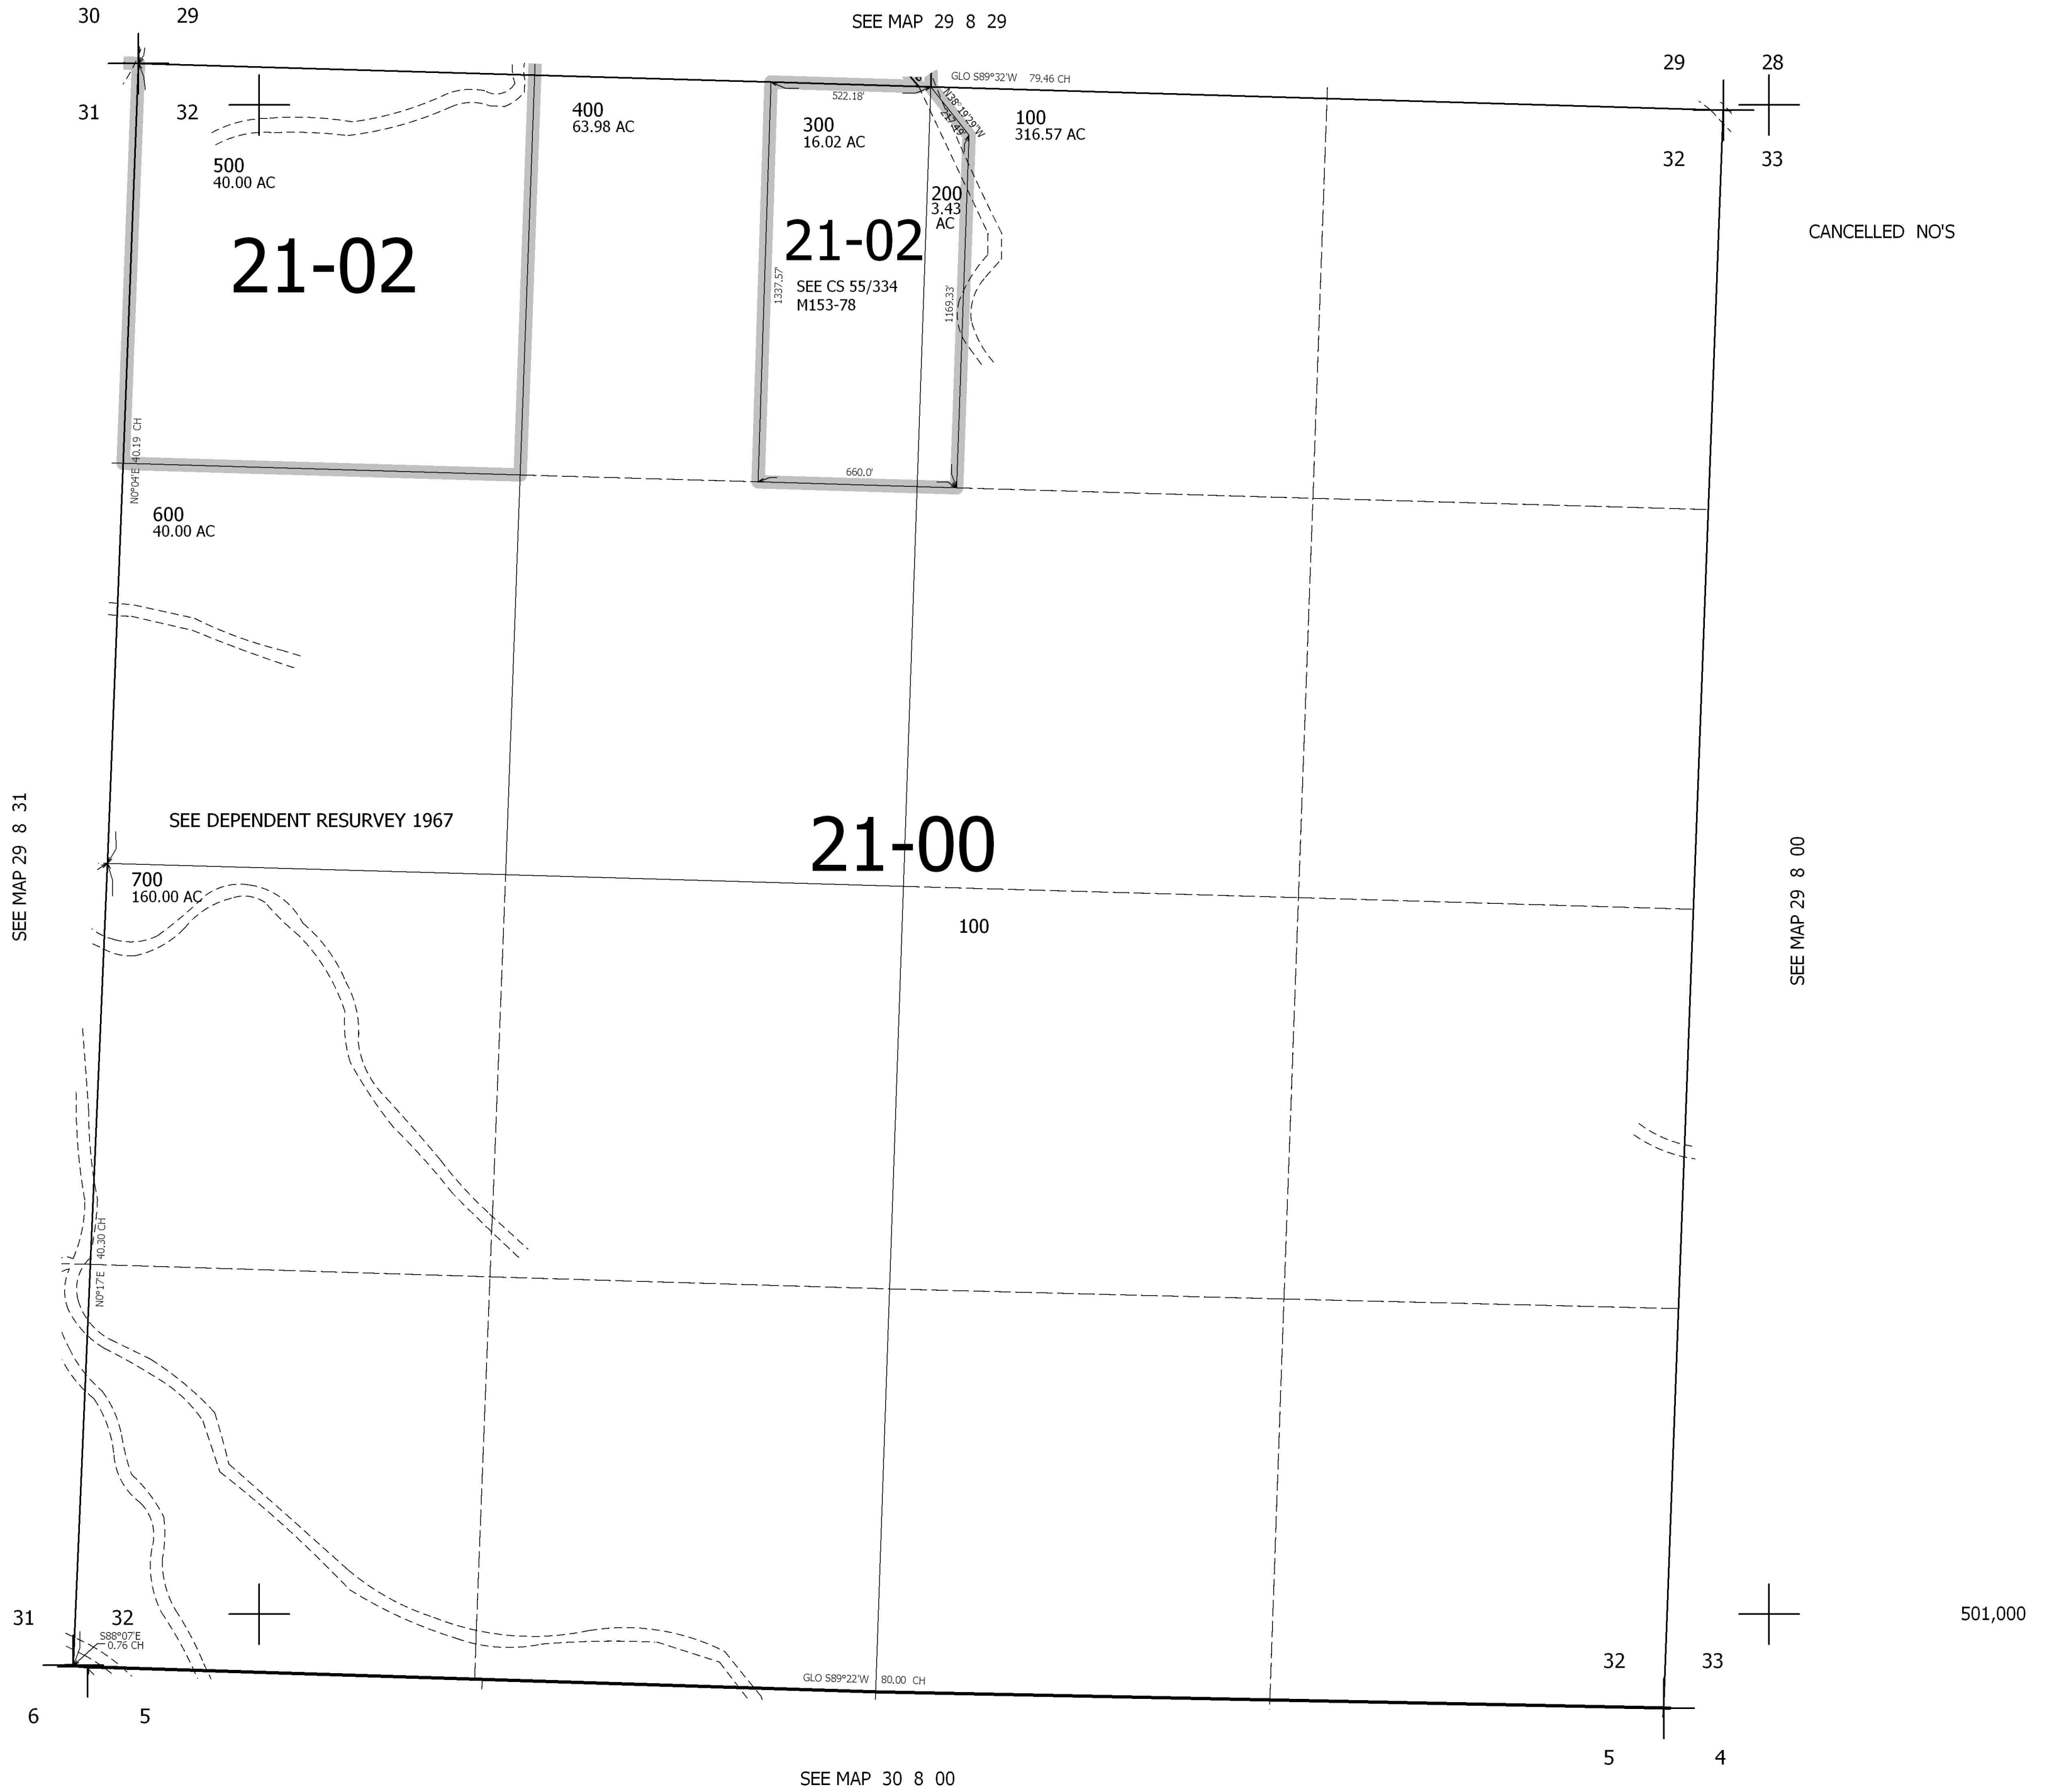 30 29
SEE MAP 29 8 29
29 28
GLO S89°32'W 79.46 CH
31 32
522.18'
400
63.98 AC
300
16.02 AC
N38°19'29"W
217.49'
100
316.57 AC
32 33
500
40.00 AC
200
3.43
AC
21-02
21-02
CANCELLED NO'S
SEE CS 55/334
M153-78
1337.57'
1169.33'
N0°04'E 40.19 CH
660.0'
600
40.00 AC
SEE DEPENDENT RESURVEY 1967
21-00
SEE MAP 29 8 31
SEE MAP 29 8 00
700
160.00 AC
100
N0°17'E 40.30 CH
31 32
501,000
S88°07'E
0.76 CH
32 33
GLO S89°22'W 80.00 CH
6 5
5 4
SEE MAP 30 8 00